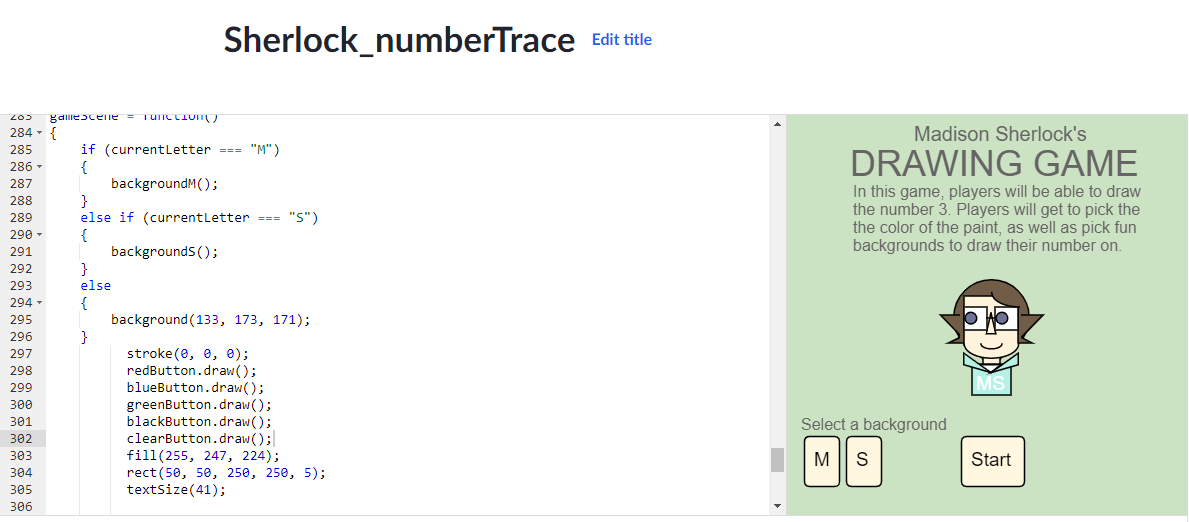 Sherlock_numberTrace Edit title
283 gameScene = function()
284 {
285 if (currentLetter === "M")
286 {
287 backgroundM();
288 }
289 else if (currentLetter === "S")
290 {
291 backgroundS();
292 }
293 else
294 {
295 background(133, 173, 171);
296 }
297 stroke(0, 0, 0);
298 redButton.draw();
299 blueButton.draw();
300 greenButton.draw();
301 blackButton.draw();
302 clearButton.draw();
303 fill(255, 247, 224);
304 rect(50, 50, 250, 250, 5);
305 textSize(41);
306
Madison Sherlock's
DRAWING GAME
In this game, players will be able to draw
the number 3. Players will get to pick the
the color of the paint, as well as pick fun
backgrounds to draw their number on.
MS
Select a background
M S Start